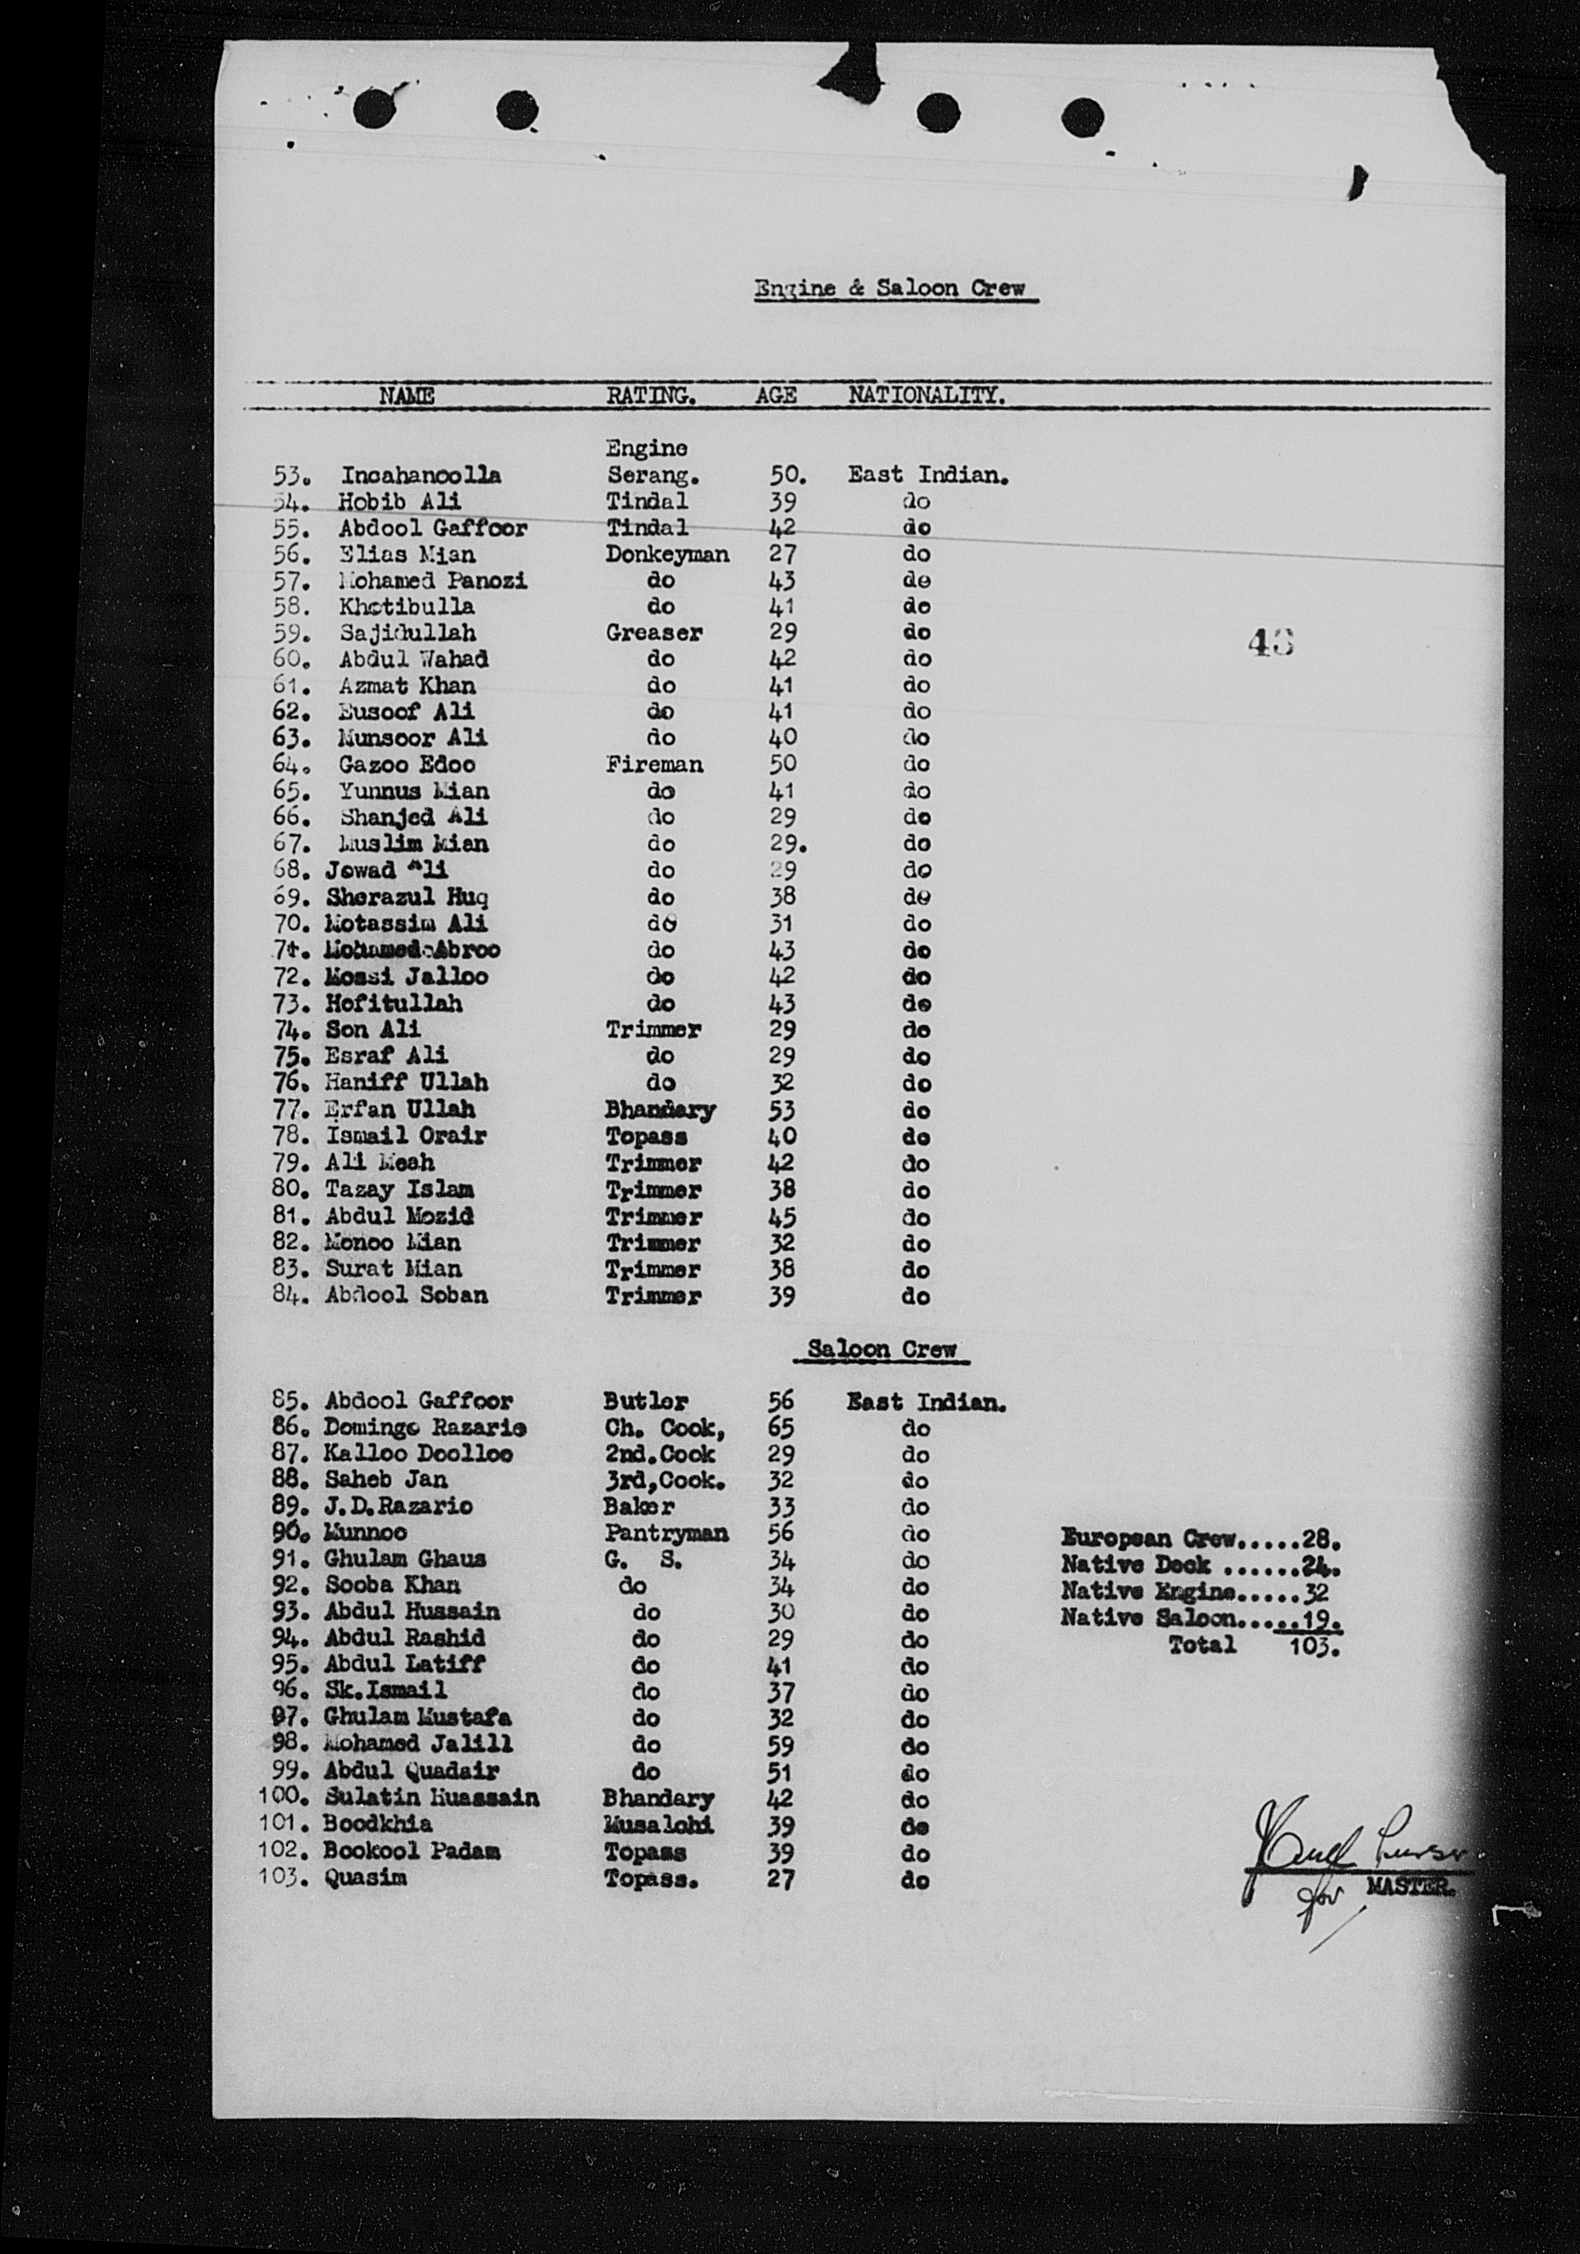 Engine & Saloon Crew
NAME RATING. AGE NATIONALITY.
Engine
53. Incahanoolla Serang. 50. East Indian.
54. Hobib Ali Tindal 39 do
55. Abdool Gaffoor Tindal 42 do
56. Elias Mian Donkeyman 27 do
57. Mohamed Panozi do 43 do
58. Khotibulla do 41 do
59. Sajidullah Greaser 29 do
60. Abdul Wahad do 42 do
61. Azmat Khan do 41 do
62. Eusoof Ali do 41 do
63. Munsoor Ali do 40 do
64. Gazoo Edoo Fireman 50 do
65. Yunnus Mian do 41 do
66. Shanjed Ali do 29 do
67. Muslim Mian do 29. do
68. Jowad Ali do 29 do
69. Sherazul Huq do 38 do
70. Motassim Ali do 31 do
71. Mohamed Abroo do 43 do
72. Mossi Jalloo do 42 do
73. Hofitullah do 43 do
74. Son Ali Trimmer 29 do
75. Esraf Ali do 29 do
76. Haniff Ullah do 32 do
77. Erfan Ullah Bhandary 53 do
78. Ismail Orair Topass 40 do
79. Ali Meah Trimmer 42 do
80. Tazay Islam Trimmer 38 do
81. Abdul Mozid Trimmer 45 do
82. Monoo Mian Trimmer 32 do
83. Surat Mian Trimmer 38 do
84. Abdool Soban Trimmer 39 do
Saloon Crew
85. Abdool Gaffoor Butler 56 East Indian.
86. Domingo Razario Ch. Cook, 65 do
87. Kalloo Doolloo 2nd.Cook 29 do
88. Saheb Jan 3rd,Cook. 32 do
89. J.D.Razario Baker 33 do
90. Munnoo Pantryman 56 do
91. Ghulam Ghaus G. S. 34 do
92. Sooba Khan do 34 do
93. Abdul Hussain do 30 do
94. Abdul Rashid do 29 do
95. Abdul Latiff do 41 do
96. Sk.Ismail do 37 do
97. Ghulam Mustafa do 32 do
98. Mohamed Jalill do 59 do
99. Abdul Quadair do 51 do
100. Sulatin Huassain Bhandary 42 do
101. Boodkhia Musalchi 39 do
102. Bookool Padam Topass 39 do
103. Quasim Topass. 27 do
43
European Crew.....28.
Native Deck ......24.
Native Engine.....32
Native Saloon.....19.
Total 103.
Purser
for MASTER.